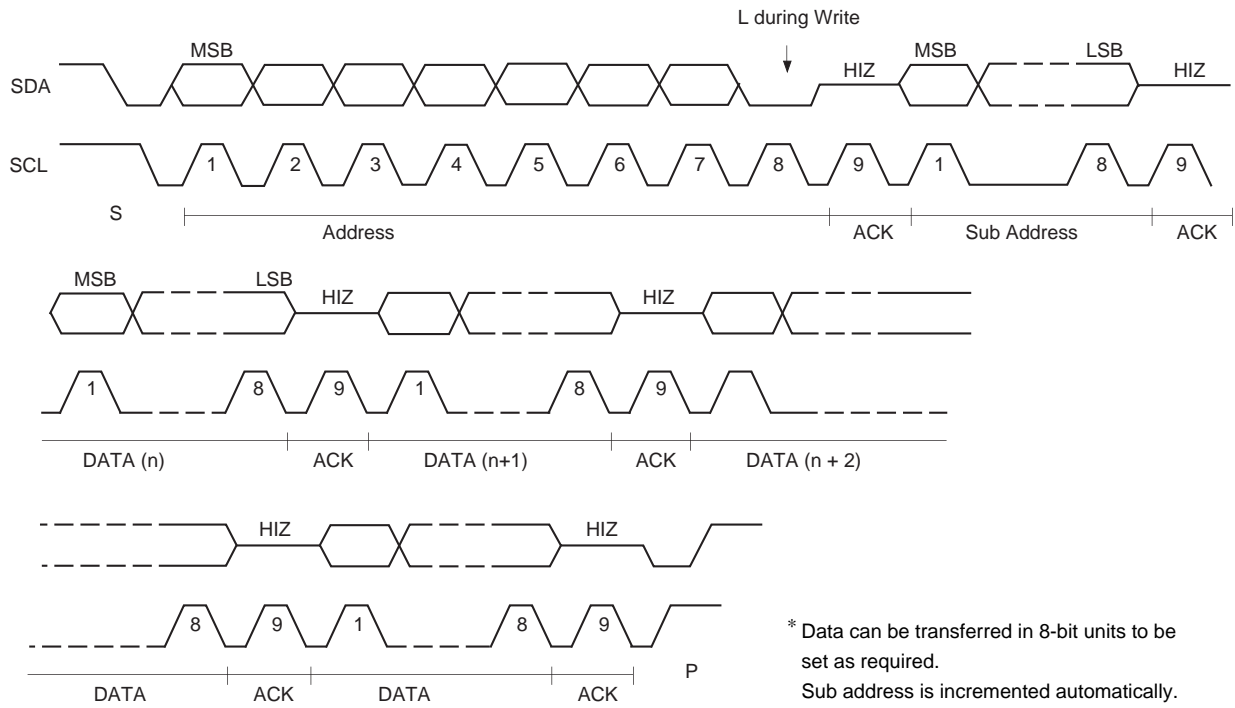 L during Write
MSB MSB LSB
SDA HIZ HIZ
SCL 1 2 3 4 5 6 7 8 9 1 8 9
S
Address ACK Sub Address ACK
MSB LSB HIZ HIZ
1 8 9 1 8 9
DATA (n) ACK DATA (n+1) ACK DATA (n + 2)
HIZ HIZ
8 9 1 8 9
P
DATA ACK DATA ACK
* Data can be transferred in 8-bit units to be
set as required.
Sub address is incremented automatically.